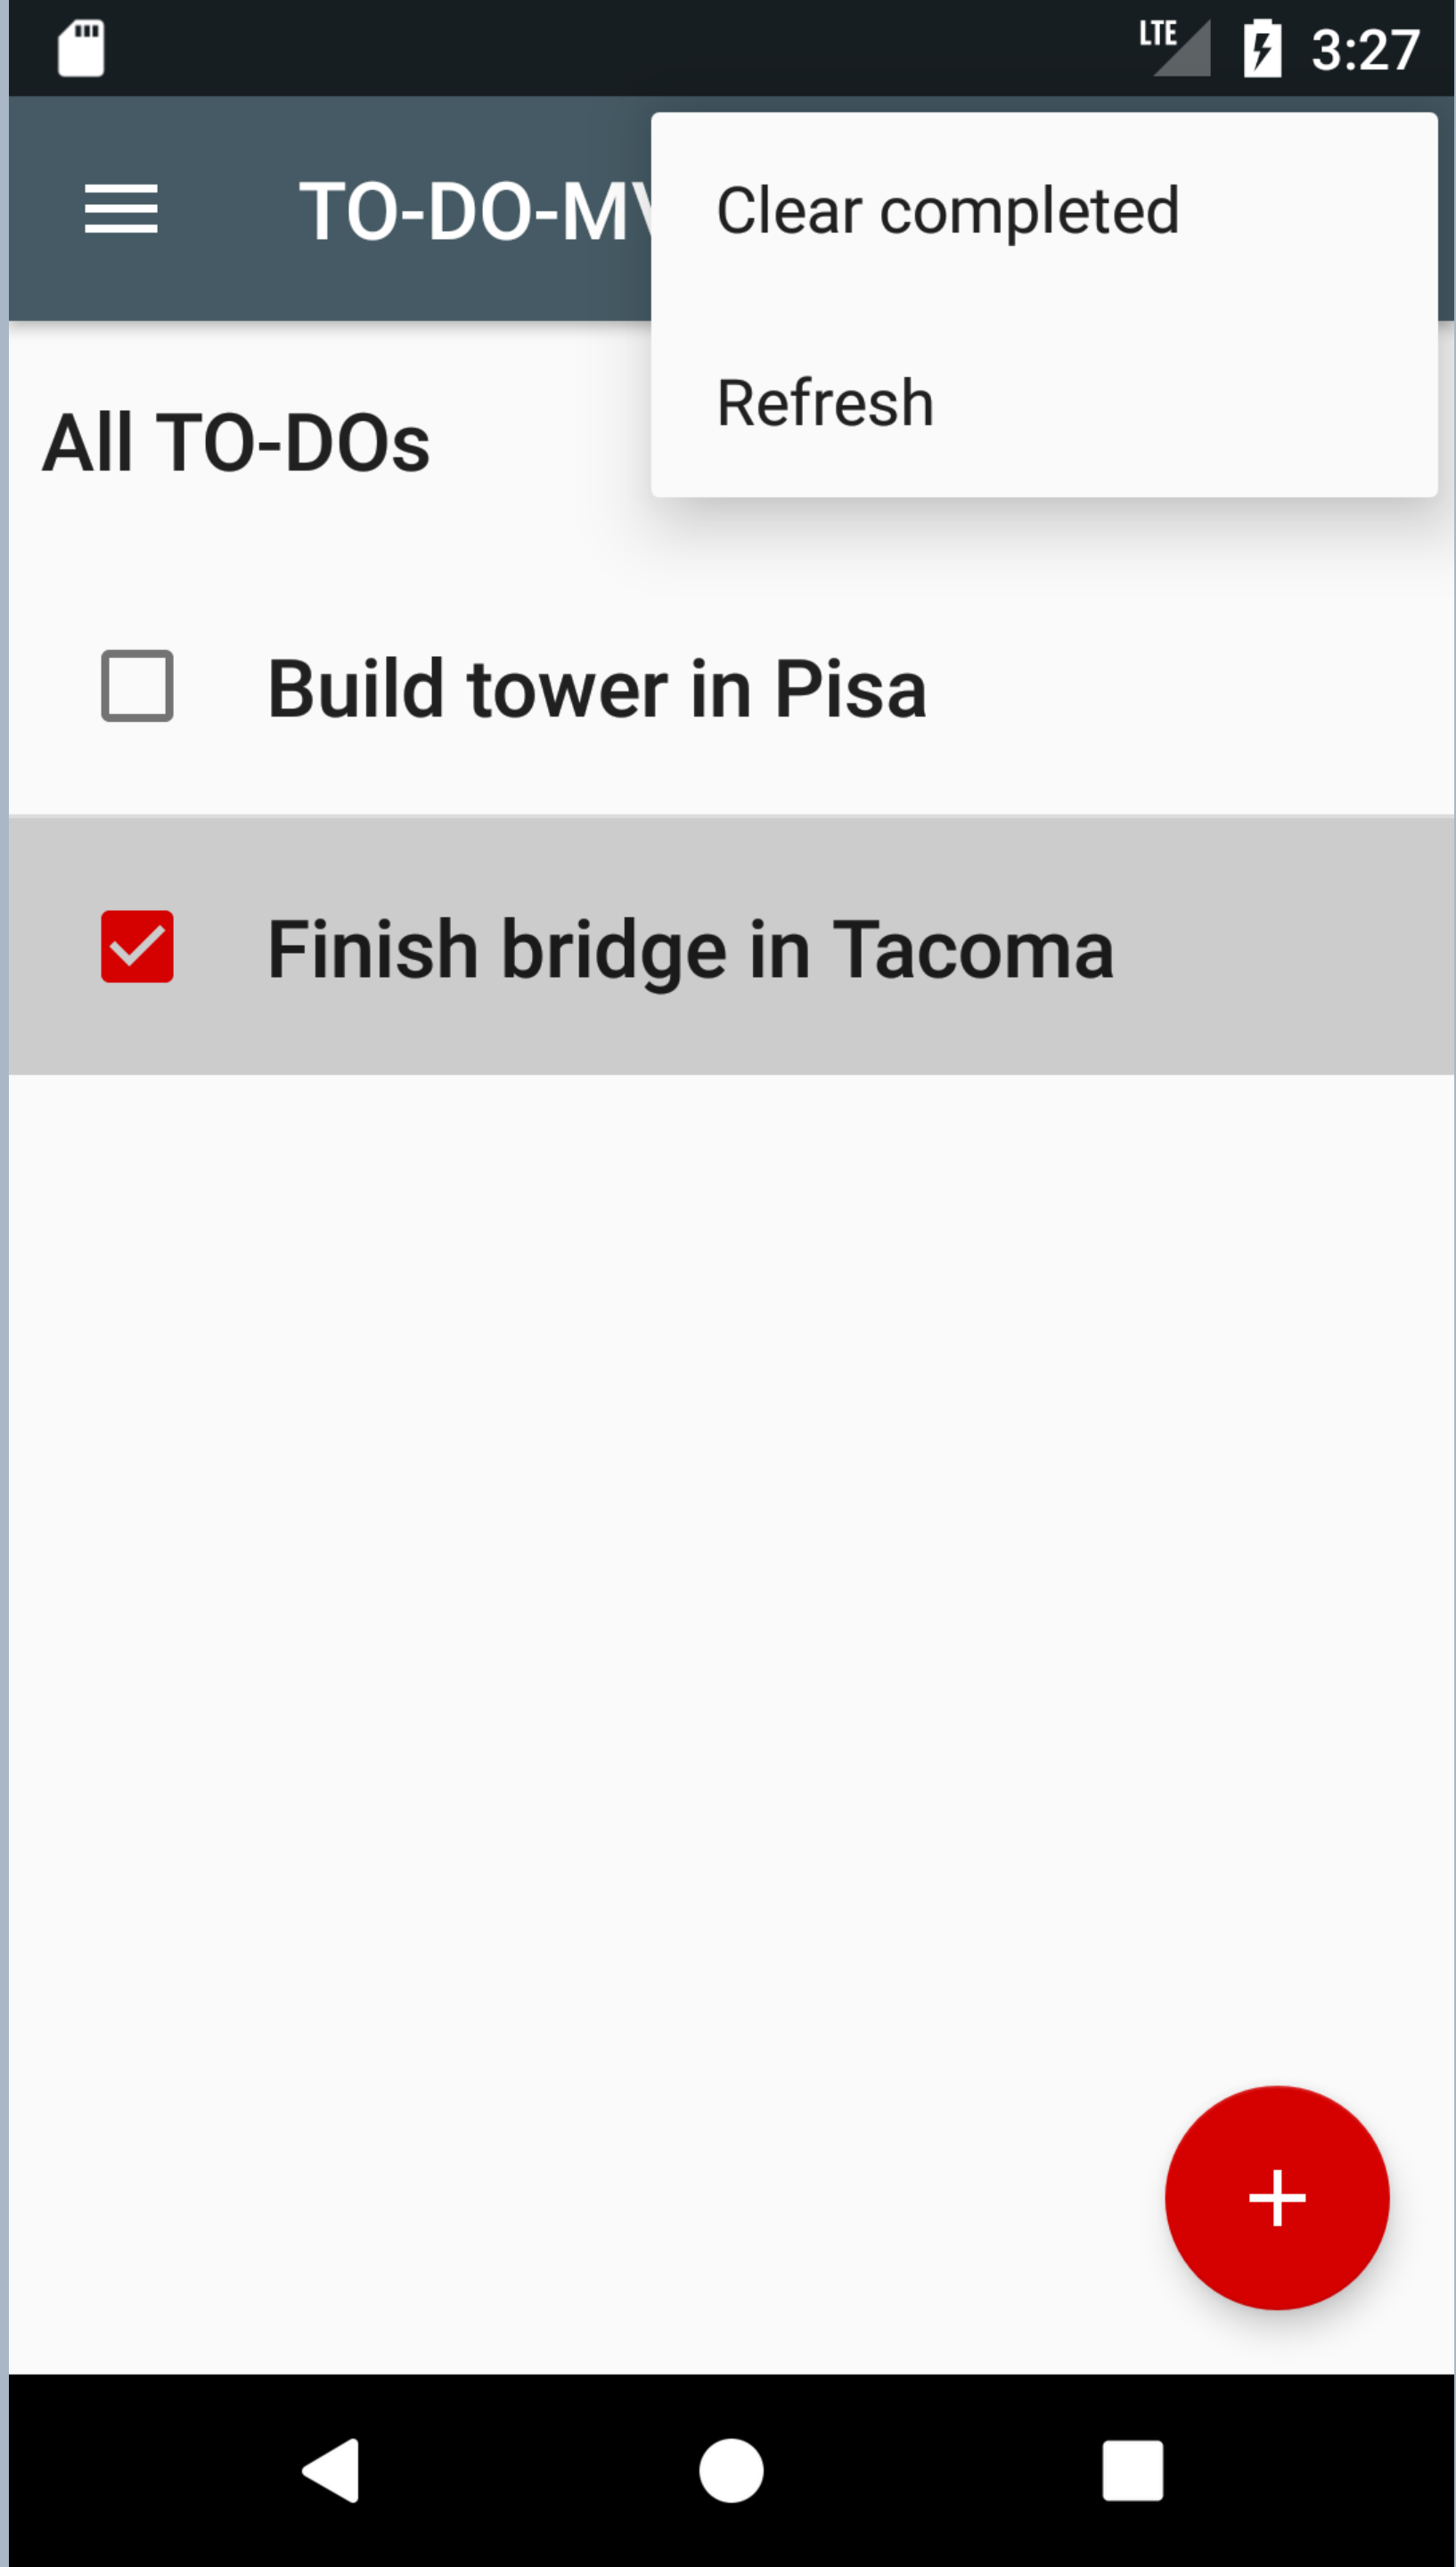 LTE 3:27
TO-DO-MV
Clear completed
Refresh
All TO-DOs
Build tower in Pisa
Finish bridge in Tacoma